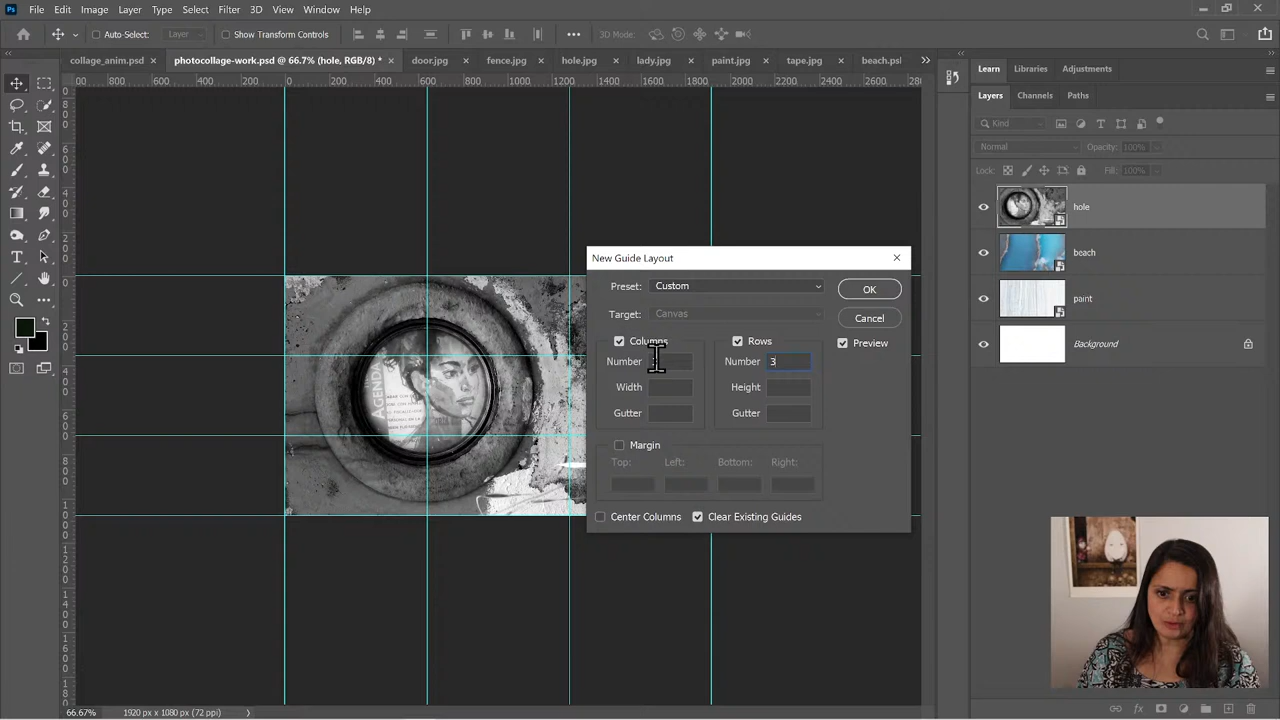 Ps File Edit Image Layer Type Select Filter 3D View Window Help
Auto-Select: Layer Show Transform Controls 3D Mode:
collage_anim.psd × photocollage-work.psd @ 66.7% (hole, RGB/8) * × door.jpg × fence.jpg × hole.jpg × lady.jpg × paint.jpg × tape.jpg × beach.psl
Learn Libraries Adjustments
Layers Channels Paths
Kind
Normal Opacity: 100%
Lock: Fill: 100%
hole
beach
paint
Background
New Guide Layout
Preset: Custom OK
Target: Canvas Cancel
Columns Rows Preview
Number Number 3
Width Height
Gutter Gutter
Margin
Top: Left: Bottom: Right:
Center Columns Clear Existing Guides
AGENDA
66.67% 1920 px x 1080 px (72 ppi)